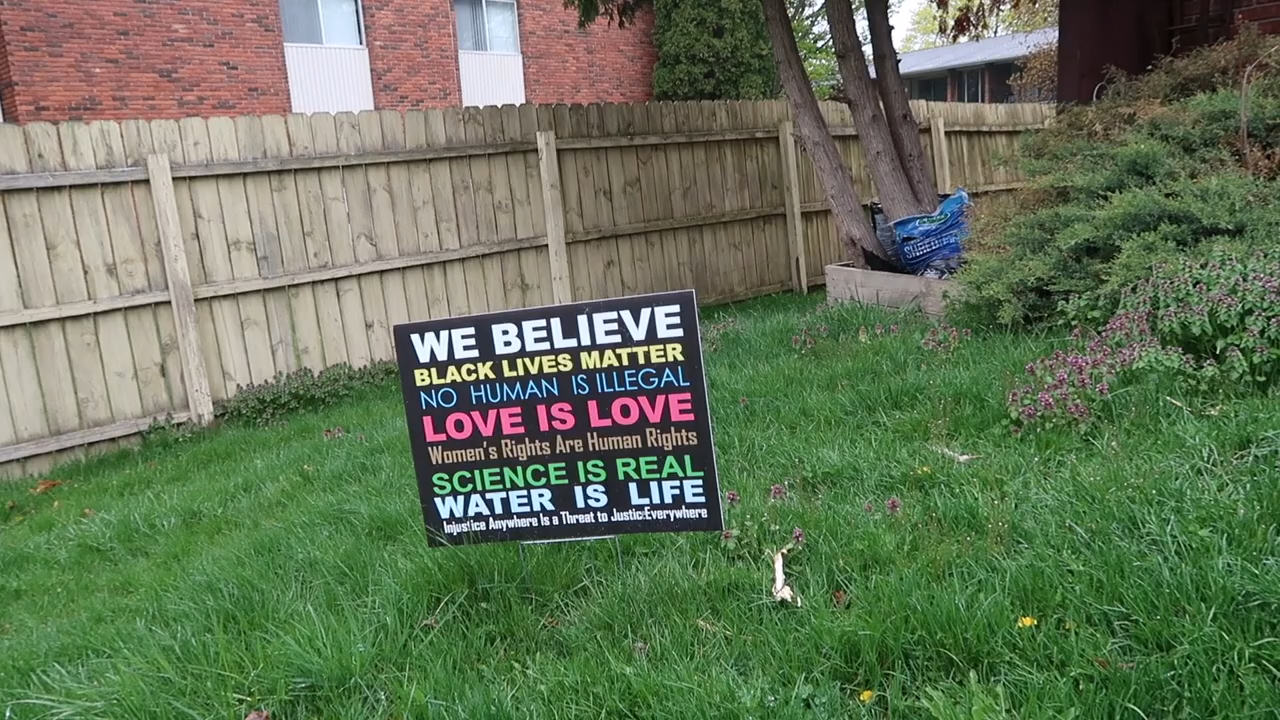 WE BELIEVE
BLACK LIVES MATTER
NO HUMAN IS ILLEGAL
LOVE IS LOVE
Women's Rights Are Human Rights
SCIENCE IS REAL
WATER IS LIFE
Injustice Anywhere Is a Threat to Justice Everywhere